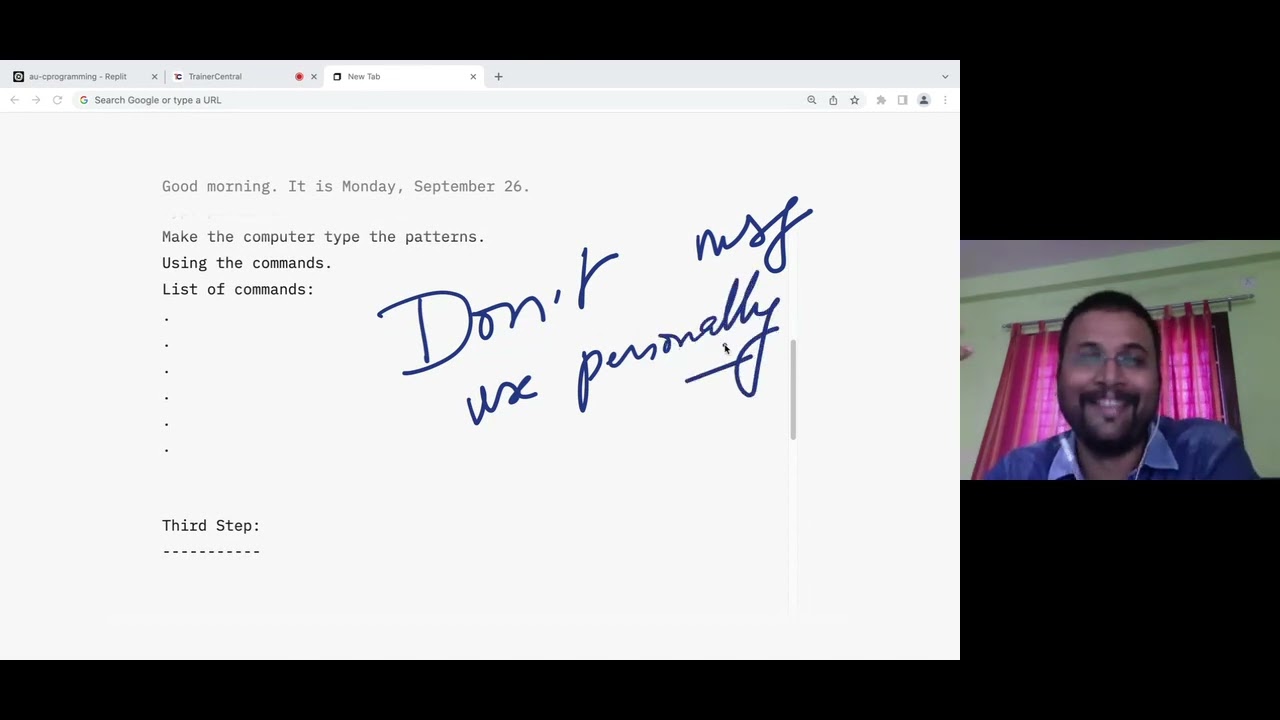 au-cprogramming - Replit
TrainerCentral
New Tab
Search Google or type a URL
Good morning. It is Monday, September 26.
Make the computer type the patterns.
Using the commands.
List of commands:
.
.
.
.
.
.
Don't msg
use personally
Third Step:
-----------